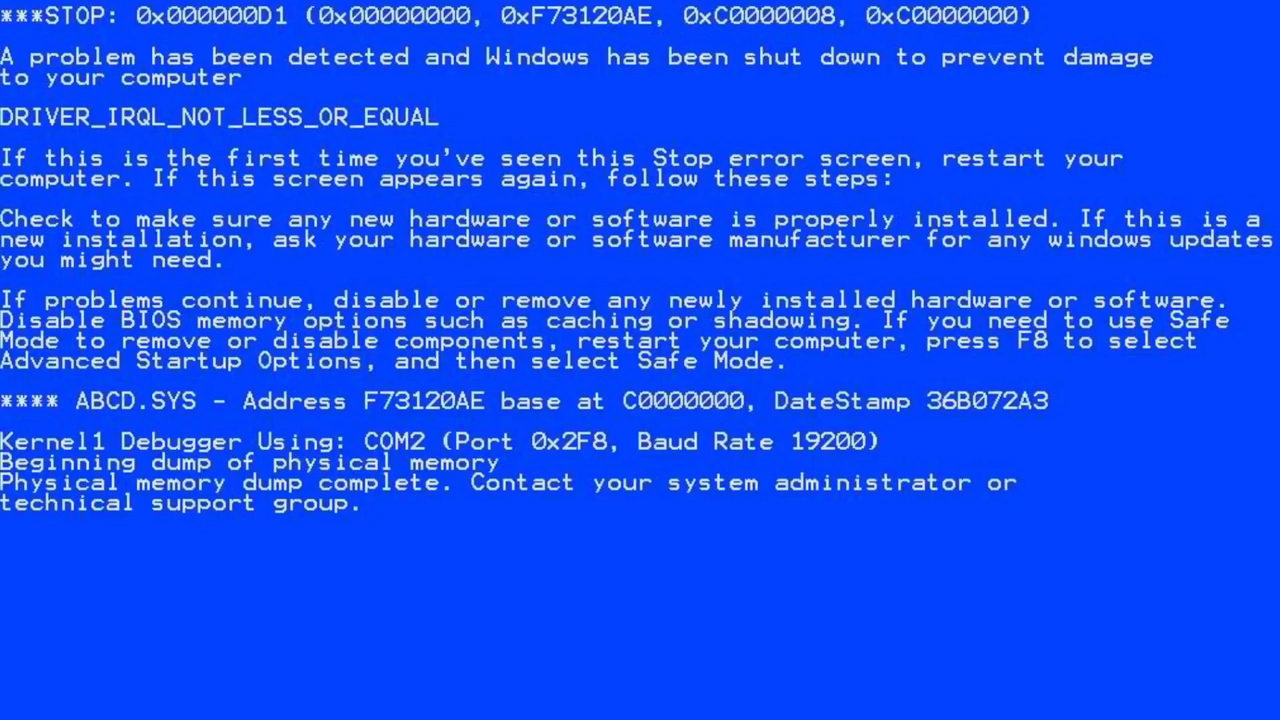 ***STOP: 0x000000D1 (0x00000000, 0xF73120AE, 0xC0000008, 0xC0000000)
A problem has been detected and Windows has been shut down to prevent damage
to your computer
DRIVER_IRQL_NOT_LESS_OR_EQUAL
If this is the first time you've seen this Stop error screen, restart your
computer. If this screen appears again, follow these steps:
Check to make sure any new hardware or software is properly installed. If this is a
new installation, ask your hardware or software manufacturer for any windows updates
you might need.
If problems continue, disable or remove any newly installed hardware or software.
Disable BIOS memory options such as caching or shadowing. If you need to use Safe
Mode to remove or disable components, restart your computer, press F8 to select
Advanced Startup Options, and then select Safe Mode.
**** ABCD.SYS - Address F73120AE base at C0000000, DateStamp 36B072A3
Kernel1 Debugger Using: COM2 (Port 0x2F8, Baud Rate 19200)
Beginning dump of physical memory
Physical memory dump complete. Contact your system administrator or
technical support group.